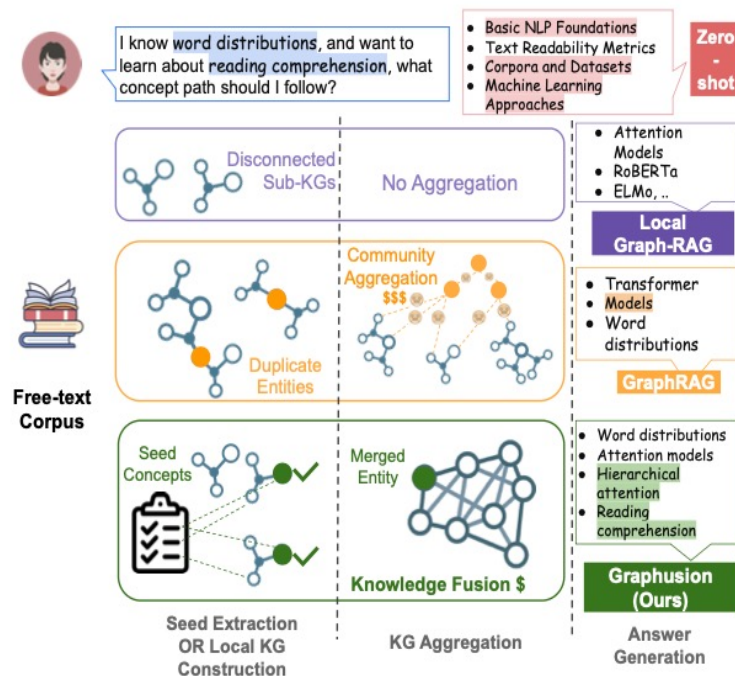 I know word distributions, and want to
learn about reading comprehension, what
concept path should I follow?
• Basic NLP Foundations
• Text Readability Metrics
• Corpora and Datasets
• Machine Learning
Approaches
Zero
-
shot
Disconnected
Sub-KGs
No Aggregation
• Attention
Models
• RoBERTa
• ELMo, ..
Local
Graph-RAG
Free-text
Corpus
Duplicate
Entities
Community
Aggregation
$$$
• Transformer
• Models
• Word
distributions
GraphRAG
Seed
Concepts
Merged
Entity
Knowledge Fusion $
• Word distributions
• Attention models
• Hierarchical
attention
• Reading
comprehension
Graphusion
(Ours)
Seed Extraction
OR Local KG
Construction
KG Aggregation
Answer
Generation